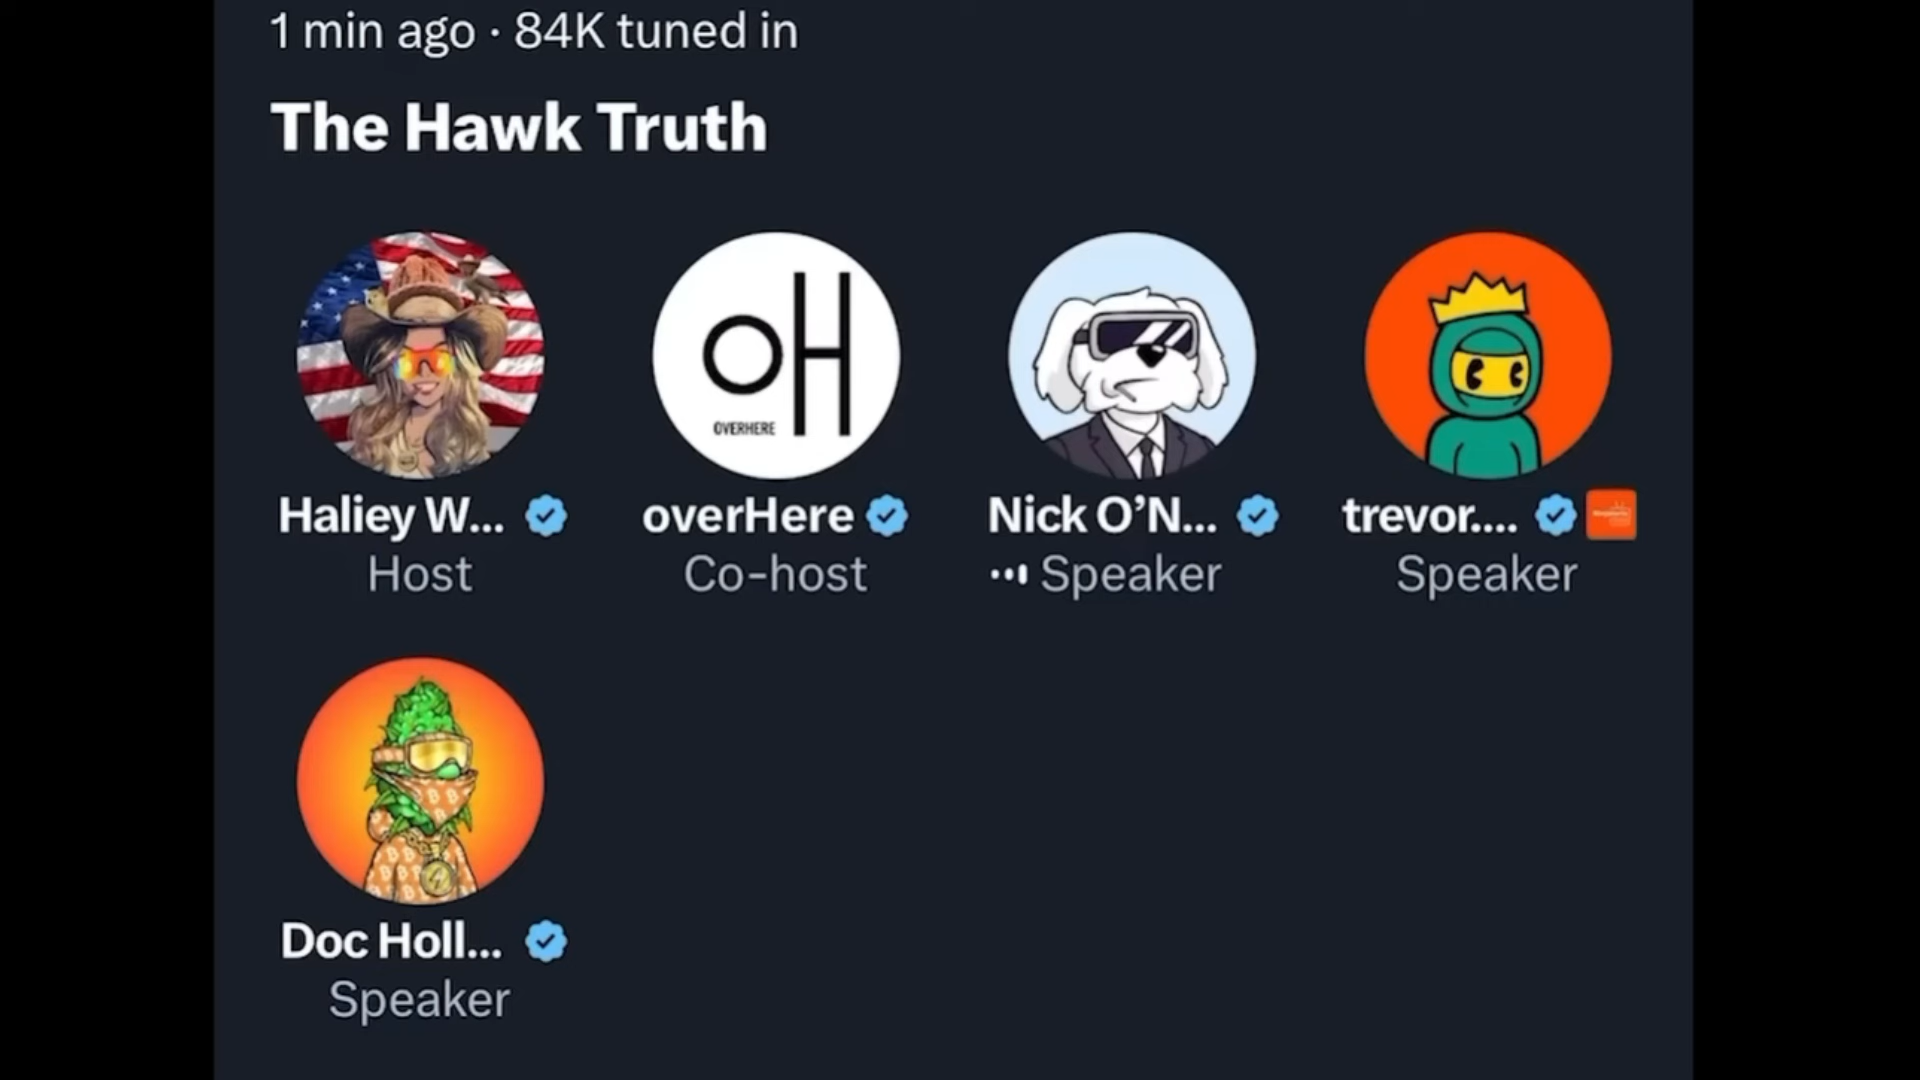 1 min ago · 84K tuned in
The Hawk Truth
oH
OVERHERE
Haliey W...
overHere
Nick O’N...
trevor....
Host
Co-host
Speaker
Speaker
Doc Holl...
Speaker